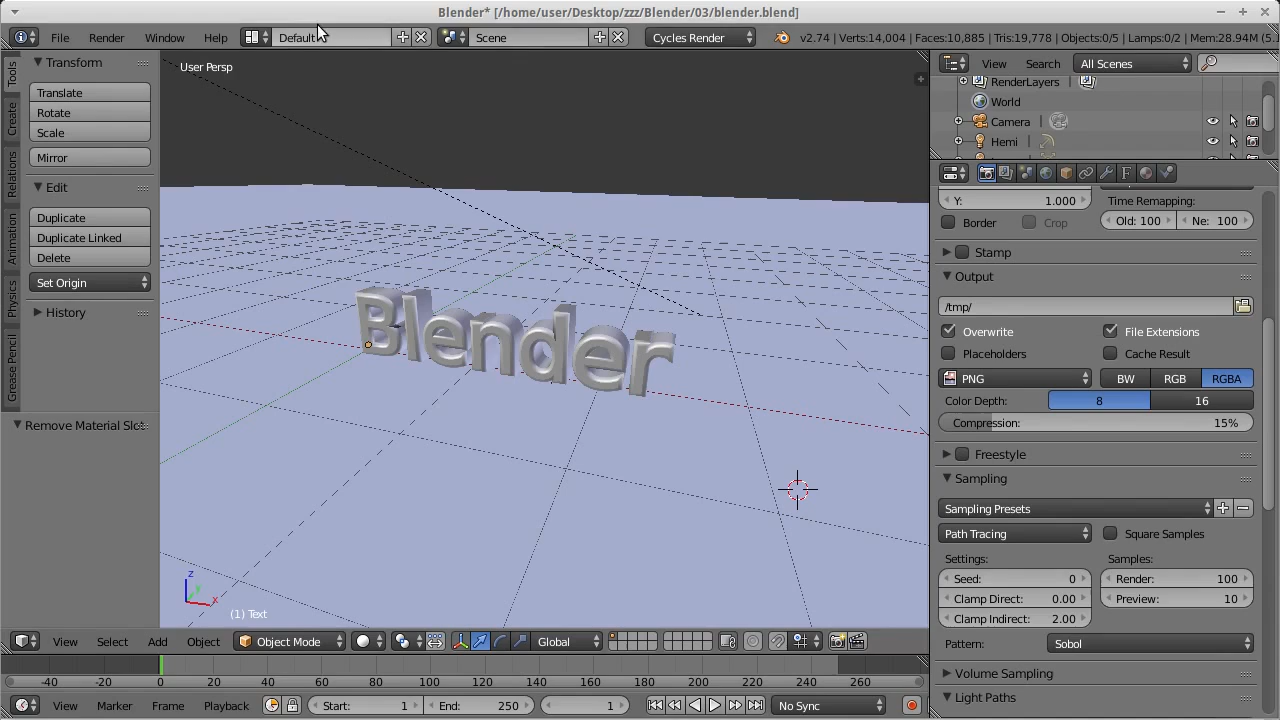 Blender* [/home/user/Desktop/zzz/Blender/03/blender.blend]
File Render Window Help Default Scene Cycles Render v2.74 | Verts:14,004 | Faces:10,885 | Tris:19,778 | Objects:0/5 | Lamps:0/2 | Mem:28.94M (5.
Tools
Create
Relations
Animation
Physics
Grease Pencil
Transform
Translate
Rotate
Scale
Mirror
Edit
Duplicate
Duplicate Linked
Delete
Set Origin
History
Remove Material Slot
User Persp
Blender
z
y
x
(1) Text
View Search All Scenes
RenderLayers |
World
Camera |
Hemi |
Y: 1.000
Time Remapping:
Border Crop Old: 100 Ne: 100
Stamp
Output
/tmp/
Overwrite File Extensions
Placeholders Cache Result
PNG BW RGB RGBA
Color Depth: 8 16
Compression: 15%
Freestyle
Sampling
Sampling Presets
Path Tracing Square Samples
Settings: Samples:
Seed: 0 Render: 100
Clamp Direct: 0.00 Preview: 10
Clamp Indirect: 2.00
Pattern: Sobol
Volume Sampling
Light Paths
View Select Add Object Object Mode Global
-40 -20 0 20 40 60 80 100 120 140 160 180 200 220 240 260
View Marker Frame Playback Start: 1 End: 250 1 No Sync